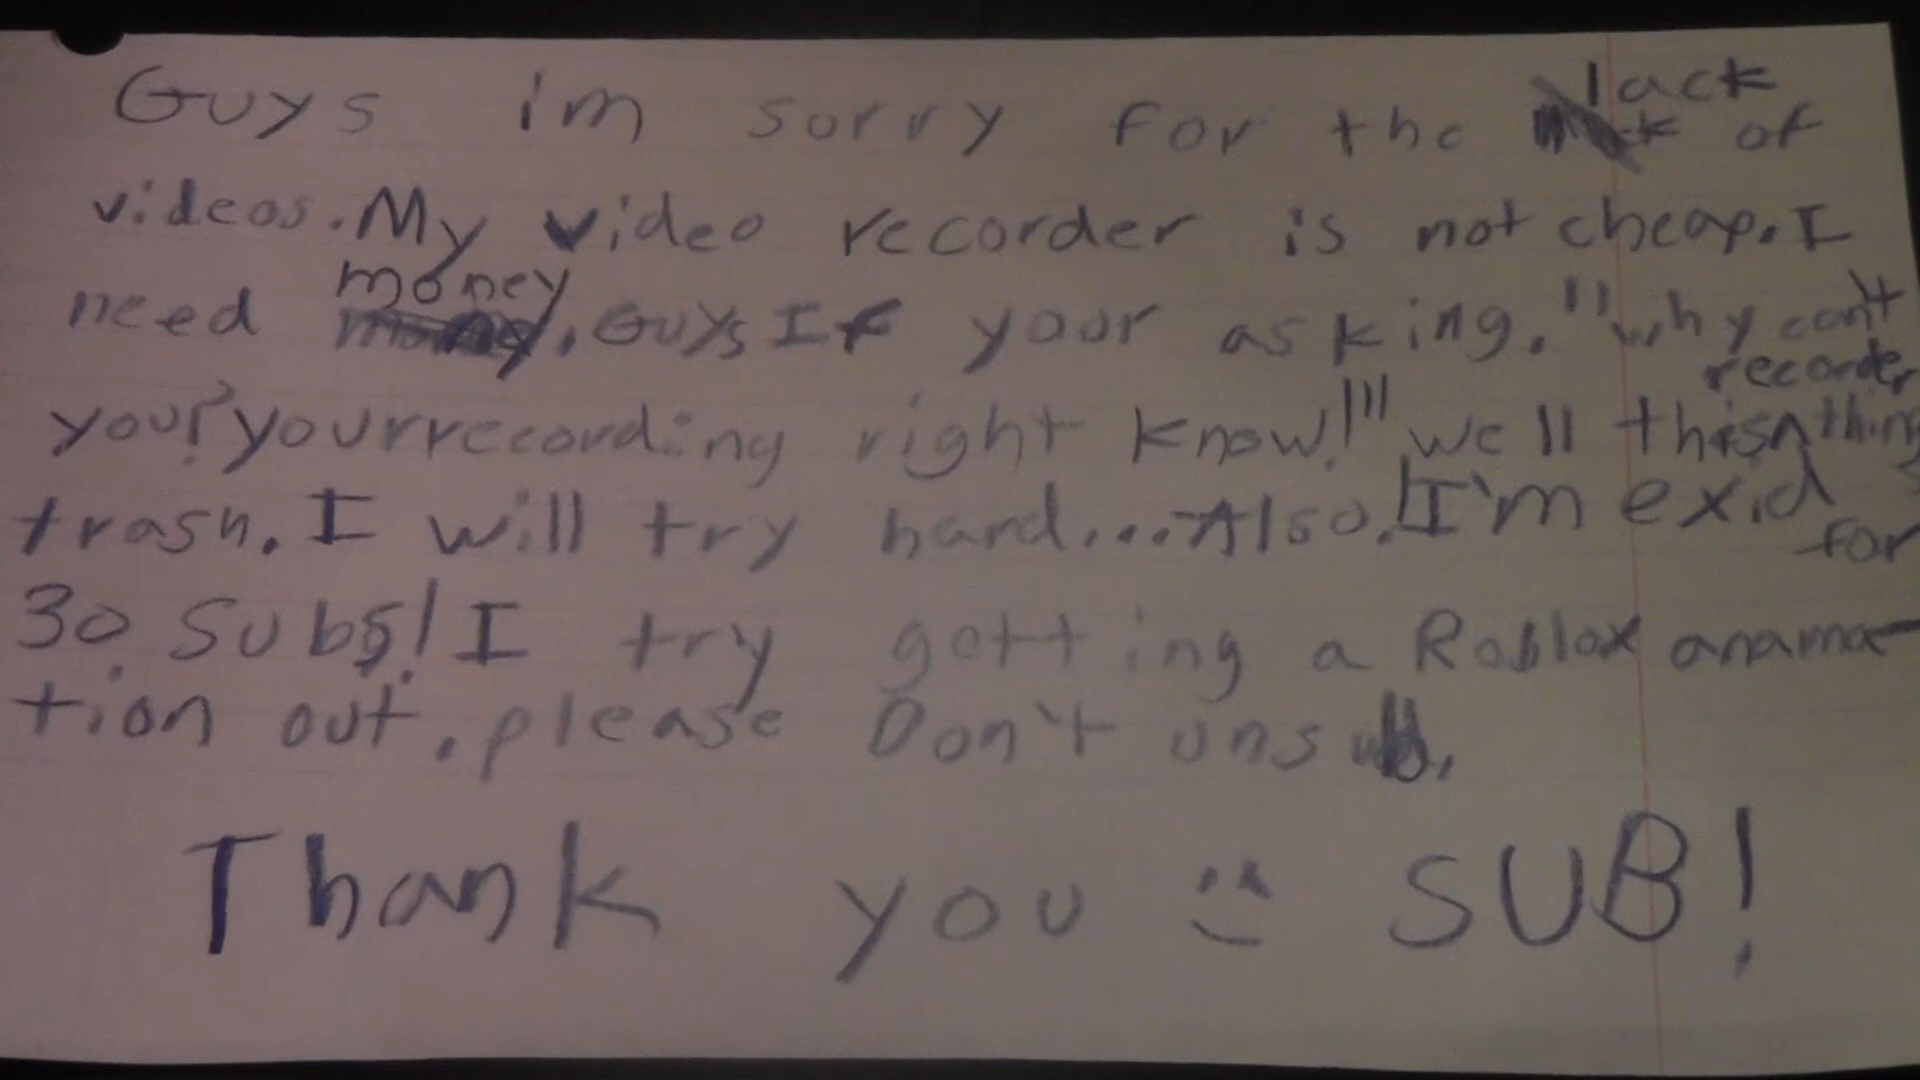 Guys im sorry for the lack of
videos. My video recorder is not cheap. I
need money. Guys If your asking. "why can't
you? your recording right know!" well this recorder thing
trash. I will try hard... Also! I'm exid for
30 subs! I try getting a Roblox anama-
tion out. please Don't unsub.
Thank you SUB!